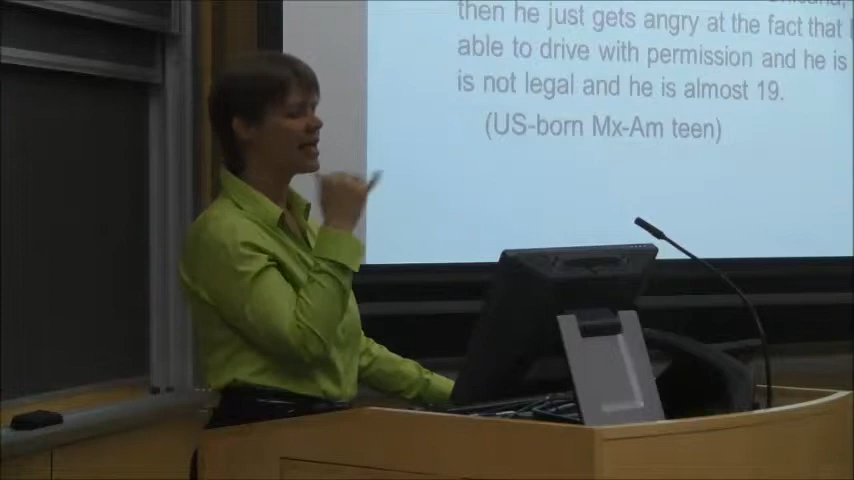 then he just gets angry at the fact that
able to drive with permission and he is
is not legal and he is almost 19.
(US-born Mx-Am teen)